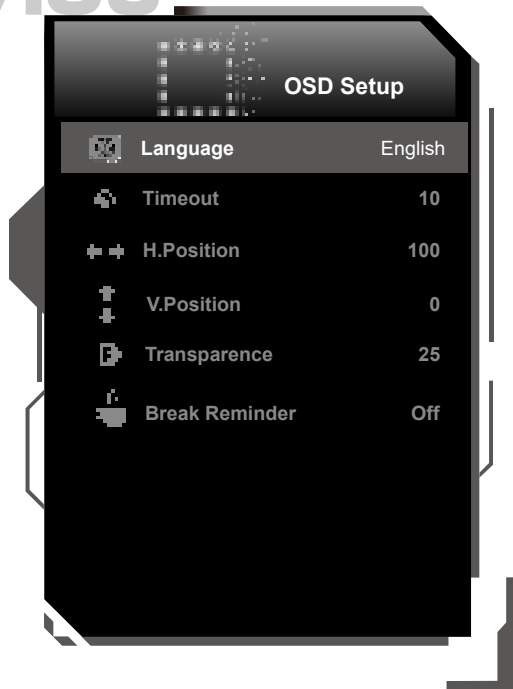 OSD Setup
Language English
Timeout 10
H.Position 100
V.Position 0
Transparence 25
Break Reminder Off